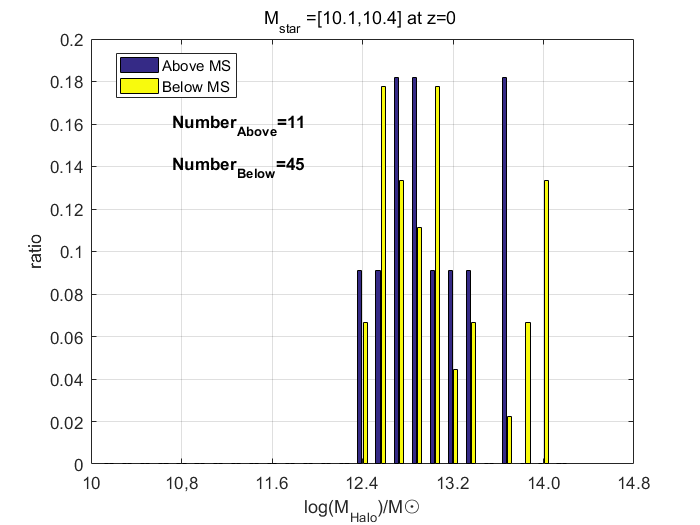 M_star =[10.1,10.4] at z=0
0.2
0.18
0.16
0.14
0.12
0.1
0.08
0.06
0.04
0.02
0
ratio
Above MS
Below MS
Number_Above=11
Number_Below=45
10
10,8
11.6
12.4
13.2
14.0
14.8
log(M_Halo)/M☉